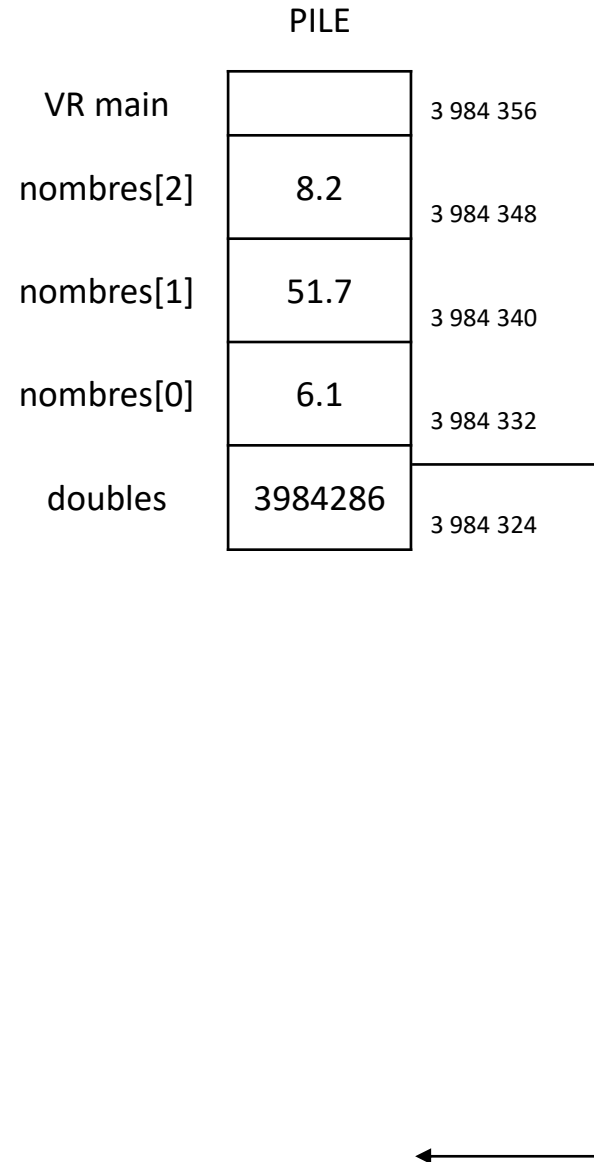 PILE
VR main 3 984 356
nombres[2] 8.2 3 984 348
nombres[1] 51.7 3 984 340
nombres[0] 6.1 3 984 332
doubles 3984286 3 984 324